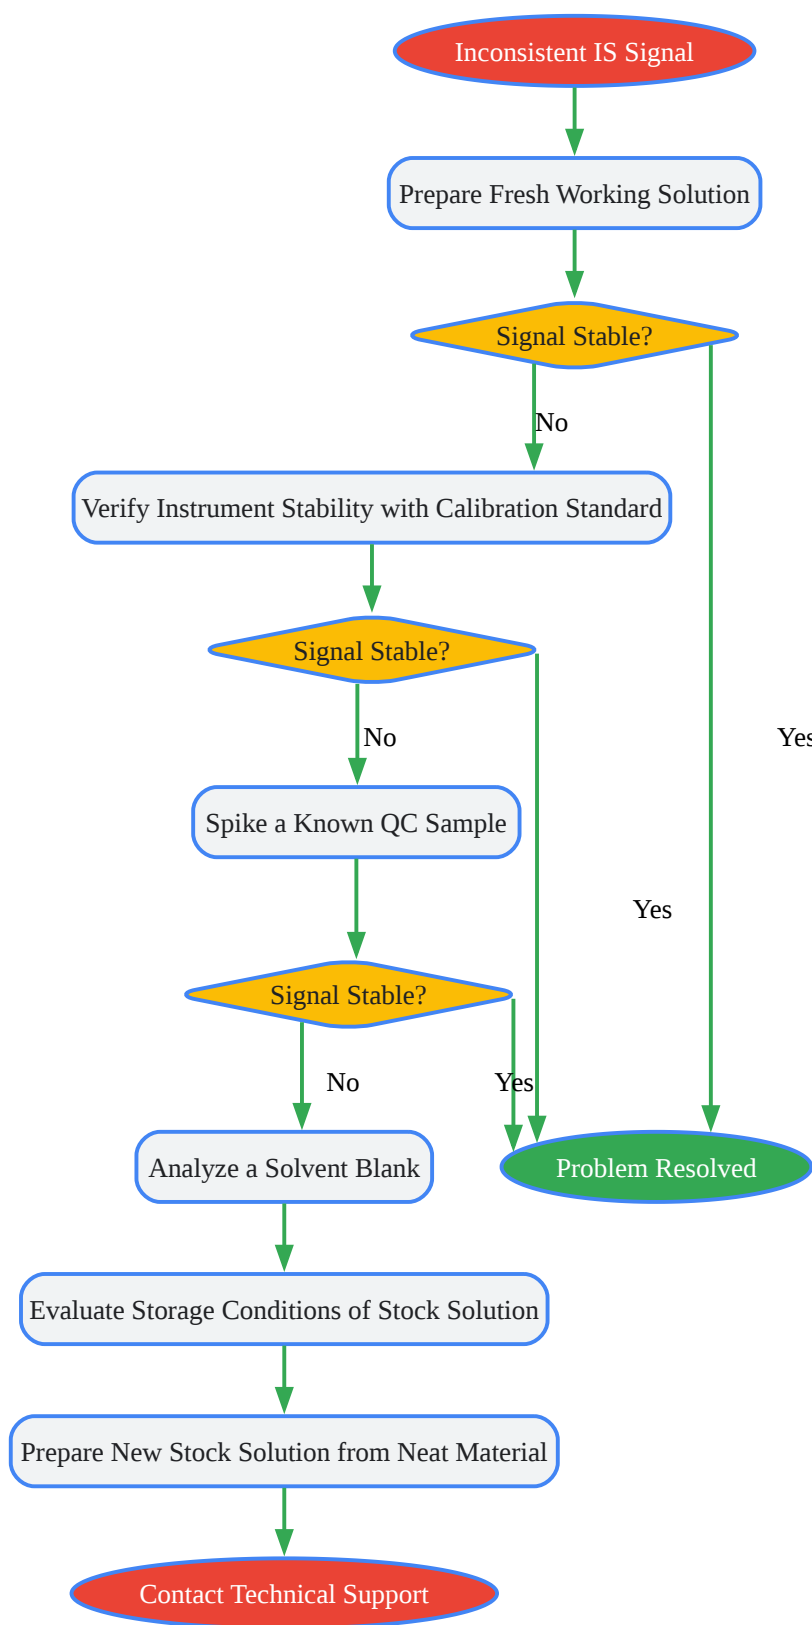 Inconsistent IS Signal
Prepare Fresh Working Solution
Signal Stable?
No
Verify Instrument Stability with Calibration Standard
Signal Stable?
No
Yes
Spike a Known QC Sample
Yes
Signal Stable?
No
Yes
Analyze a Solvent Blank
Problem Resolved
Evaluate Storage Conditions of Stock Solution
Prepare New Stock Solution from Neat Material
Contact Technical Support